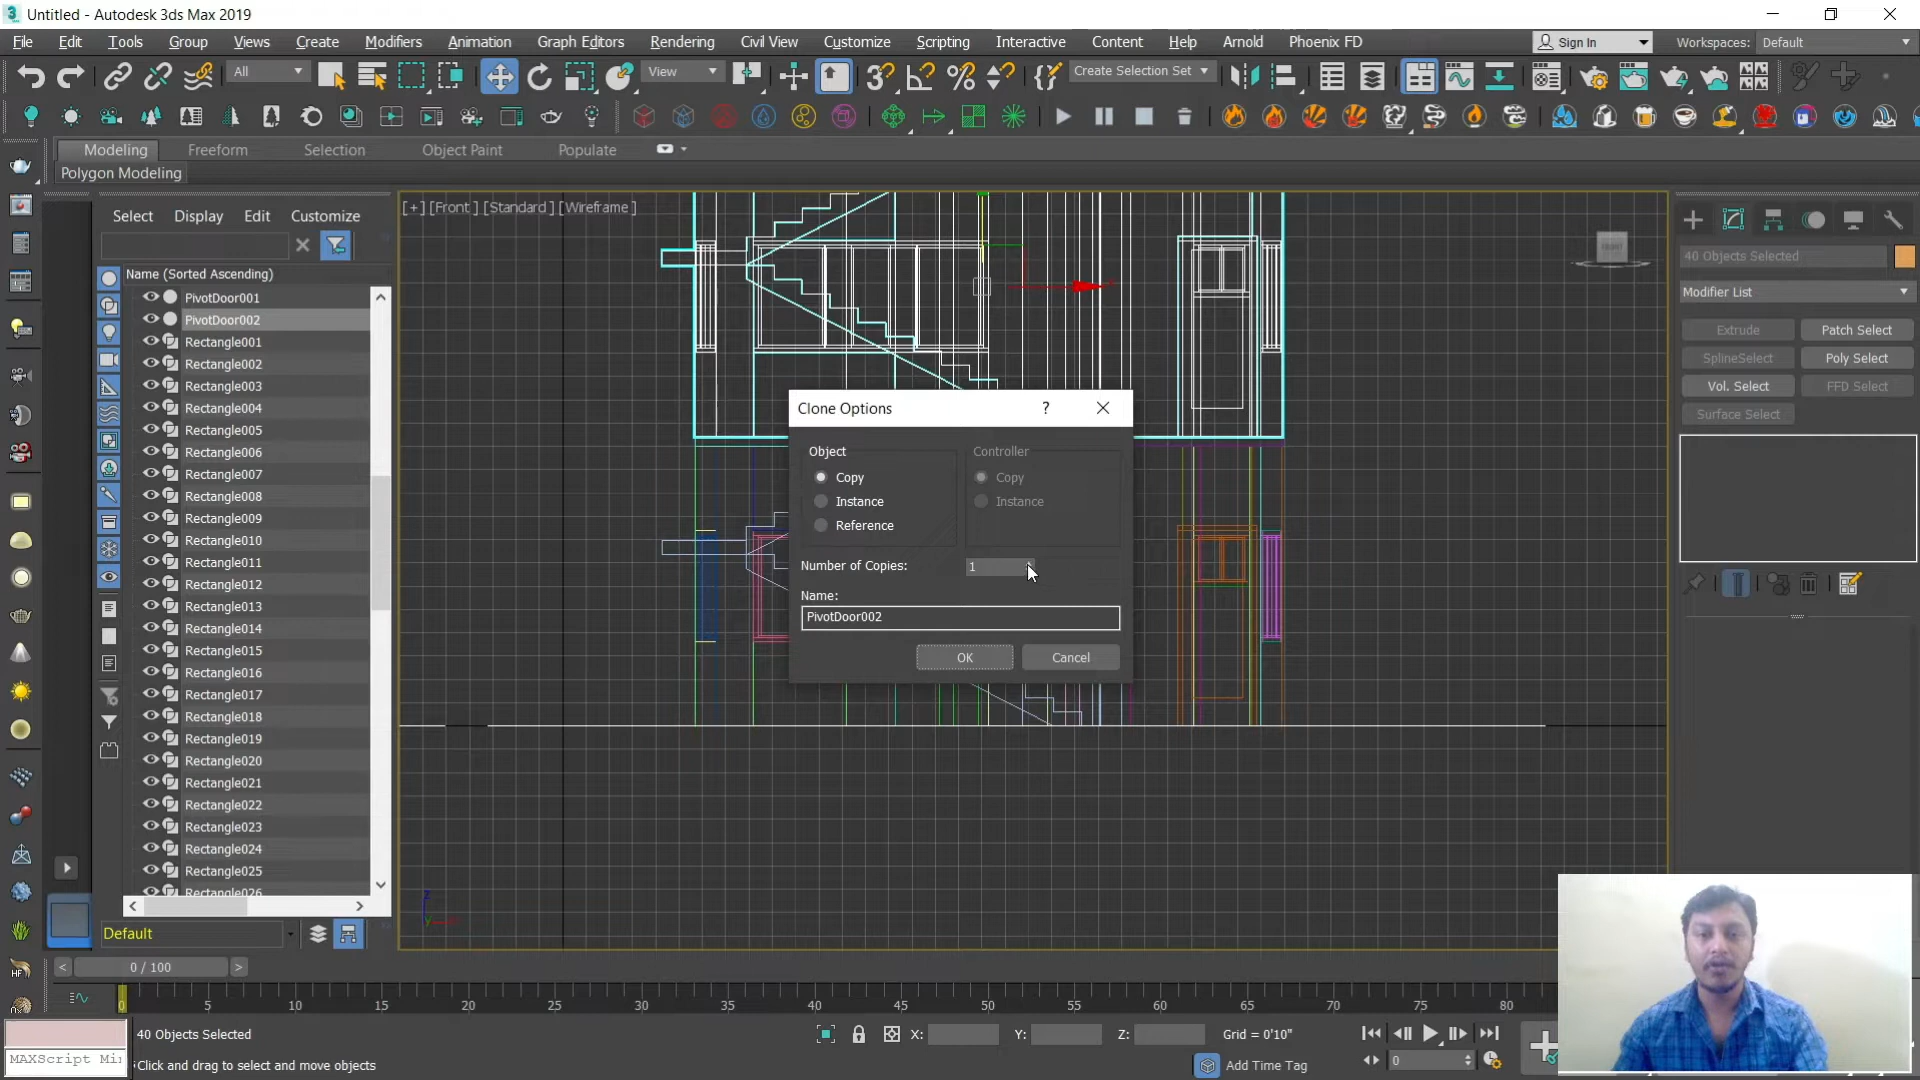 Untitled - Autodesk 3ds Max 2019
File Edit Tools Group Views Create Modifiers Animation Graph Editors Rendering Civil View Customize Scripting Interactive Content Help Arnold Phoenix FD Sign In Workspaces: Default
All View Create Selection Set
Modeling Freeform Selection Object Paint Populate
Polygon Modeling
Select Display Edit Customize
Name (Sorted Ascending)
PivotDoor001
PivotDoor002
Rectangle001
Rectangle002
Rectangle003
Rectangle004
Rectangle005
Rectangle006
Rectangle007
Rectangle008
Rectangle009
Rectangle010
Rectangle011
Rectangle012
Rectangle013
Rectangle014
Rectangle015
Rectangle016
Rectangle017
Rectangle018
Rectangle019
Rectangle020
Rectangle021
Rectangle022
Rectangle023
Rectangle024
Rectangle025
Rectangle026
Default
[+] [Front ] [Standard ] [Wireframe ]
FRONT
Clone Options ?
Object Controller
Copy Copy
Instance Instance
Reference
Number of Copies: 1
Name:
PivotDoor002
OK Cancel
40 Objects Selected
Modifier List
Extrude Patch Select
SplineSelect Poly Select
Vol. Select FFD Select
Surface Select
z
y
< 0 / 100 >
0 5 10 15 20 25 30 35 40 45 50 55 60 65 70 75 80
40 Objects Selected X: Y: Z: Grid = 0'10"
MAXScript Mi
Click and drag to select and move objects
Add Time Tag 0